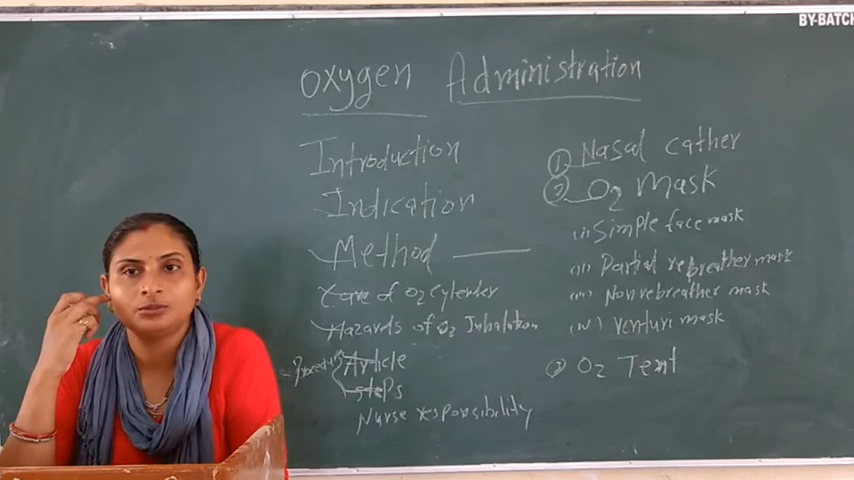 BY-BATCH
Oxygen Administration
Introduction
Indication
Method
Care of O2 Cylender
Hazards of O2 Inhalation
Procedure
Article
steps
Nurse responsibility
① Nasal cather
② O2 Mask
(i) Simple face mask
(ii) Partial rebreather mask
(iii) Nonrebreather mask
(iv) Venturi mask
③ O2 Tent